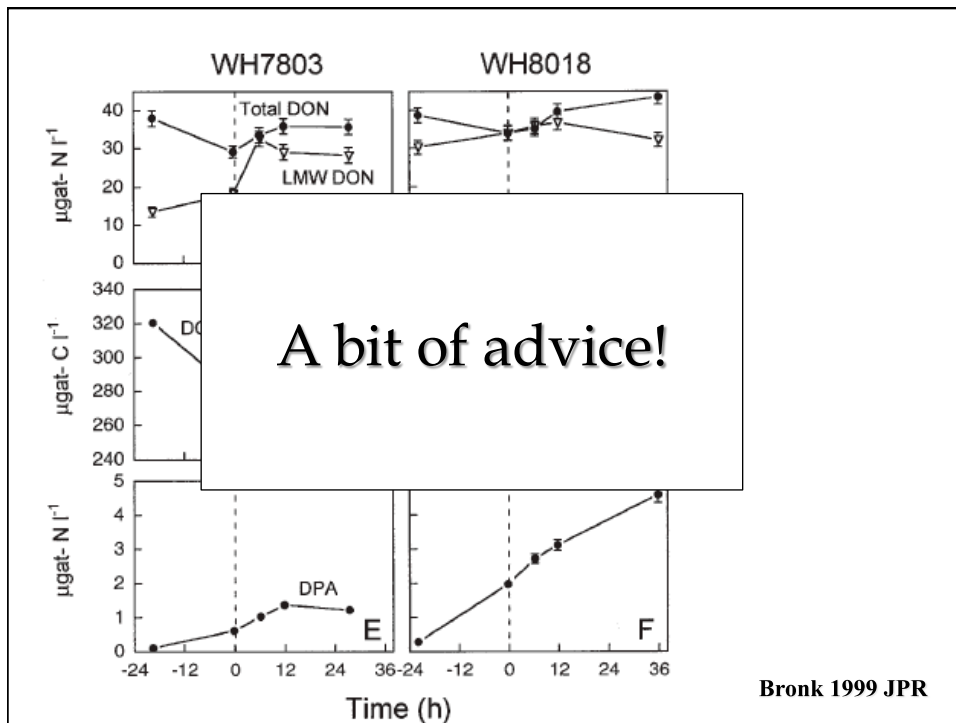 WH7803 WH8018
Total DON
LMW DON
µgat- N l⁻¹
40
30
20
10
0
A bit of advice!
µgat- C l⁻¹
340
320
300
280
260
240
DO
µgat- N l⁻¹
5
4
3
2
1
0
DPA
E F
-24 -12 0 12 24 36 -24 -12 0 12 24 36
Time (h)
Bronk 1999 JPR